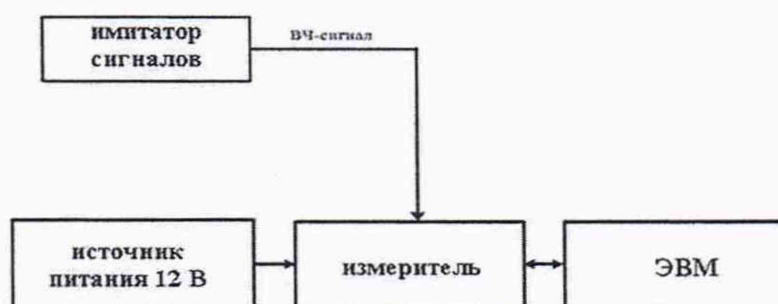 имитатор
сигналов
ВЧ-сигнал
источник
питания 12 В
измеритель
ЭВМ